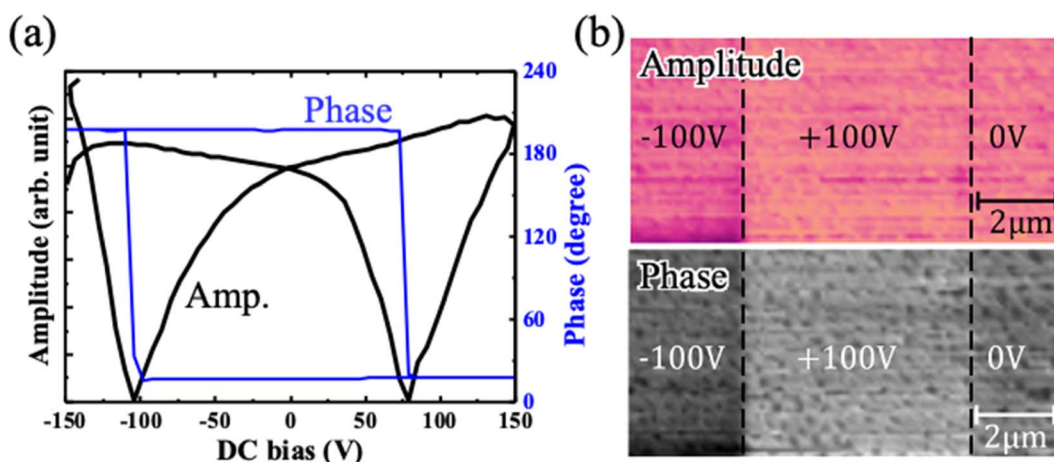 (a)
Amplitude (arb. unit)
Phase
Amp.
240
180
120
60
0
Phase (degree)
-150 -100 -50 0 50 100 150
DC bias (V)
(b)
Amplitude
-100V +100V 0V
2μm
Phase
-100V +100V 0V
2μm